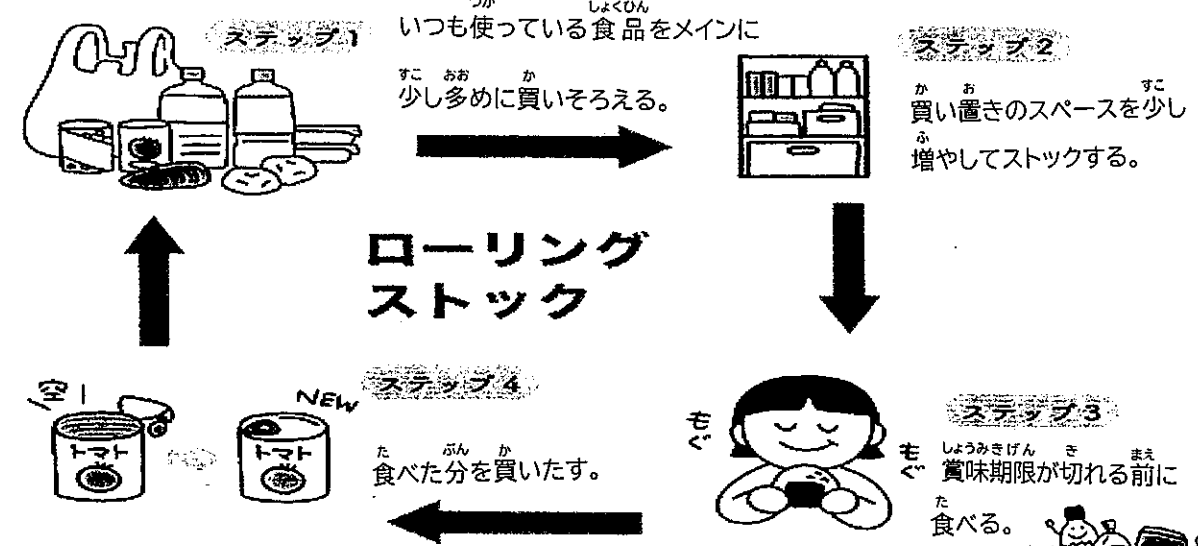 ステップ1
いつも使っている食品をメインに
少し多めに買いそろえる。
ステップ2
買い置きのスペースを少し
増やしてストックする。
ローリング
ストック
ステップ3
賞味期限が切れる前に
食べる。
もぐ
もぐ
ステップ4
食べた分を買いたす。
空
トマト
NEW
トマト